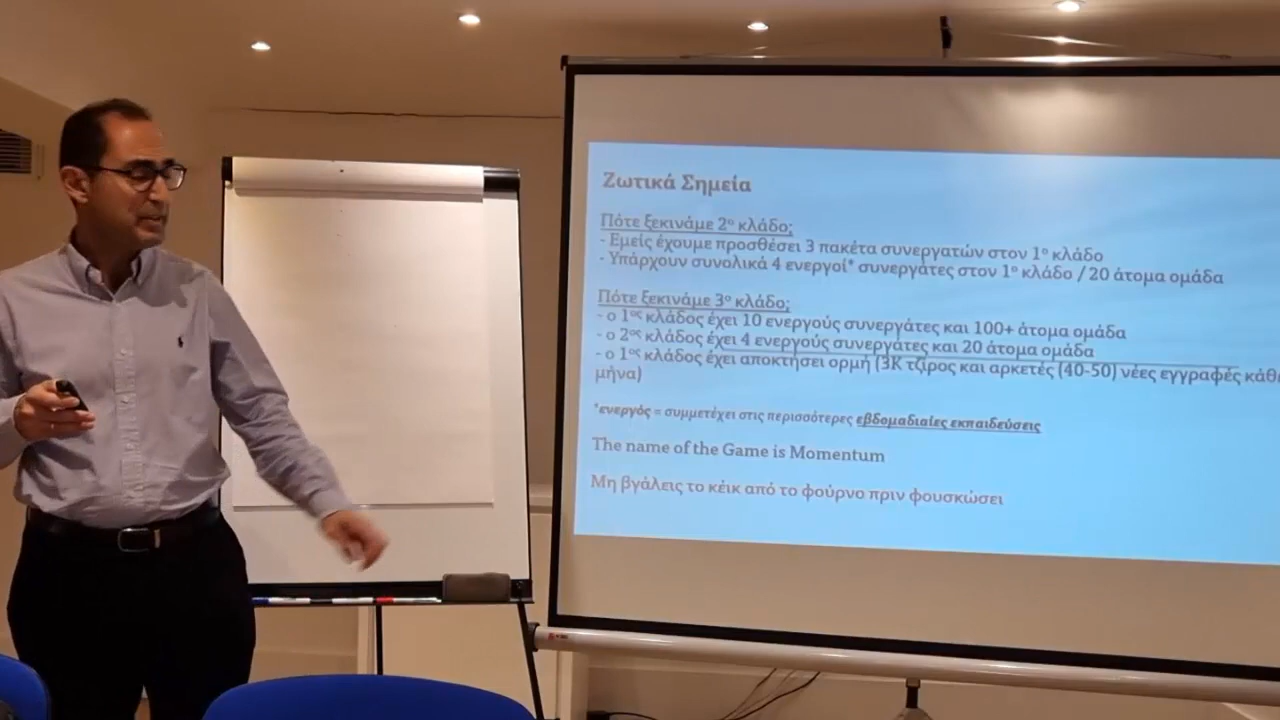 Ζωτικά Σημεία
Πότε ξεκινάμε 2ο κλάδο;
- Εμείς έχουμε προσθέσει 3 πακέτα συνεργατών στον 1ο κλάδο
- Υπάρχουν συνολικά 4 ενεργοί* συνεργάτες στον 1ο κλάδο / 20 άτομα ομάδα
Πότε ξεκινάμε 3ο κλάδο;
- ο 1ος κλάδος έχει 10 ενεργούς συνεργάτες και 100+ άτομα ομάδα
- ο 2ος κλάδος έχει 4 ενεργούς συνεργάτες και 20 άτομα ομάδα
- ο 1ος κλάδος έχει αποκτήσει ορμή (3Κ τζίρος και αρκετές (40-50) νέες εγγραφές κάθε
μήνα)
*ενεργός = συμμετέχει στις περισσότερες εβδομαδιαίες εκπαιδεύσεις
The name of the Game is Momentum
Μη βγάλεις το κέικ από το φούρνο πριν φουσκώσει